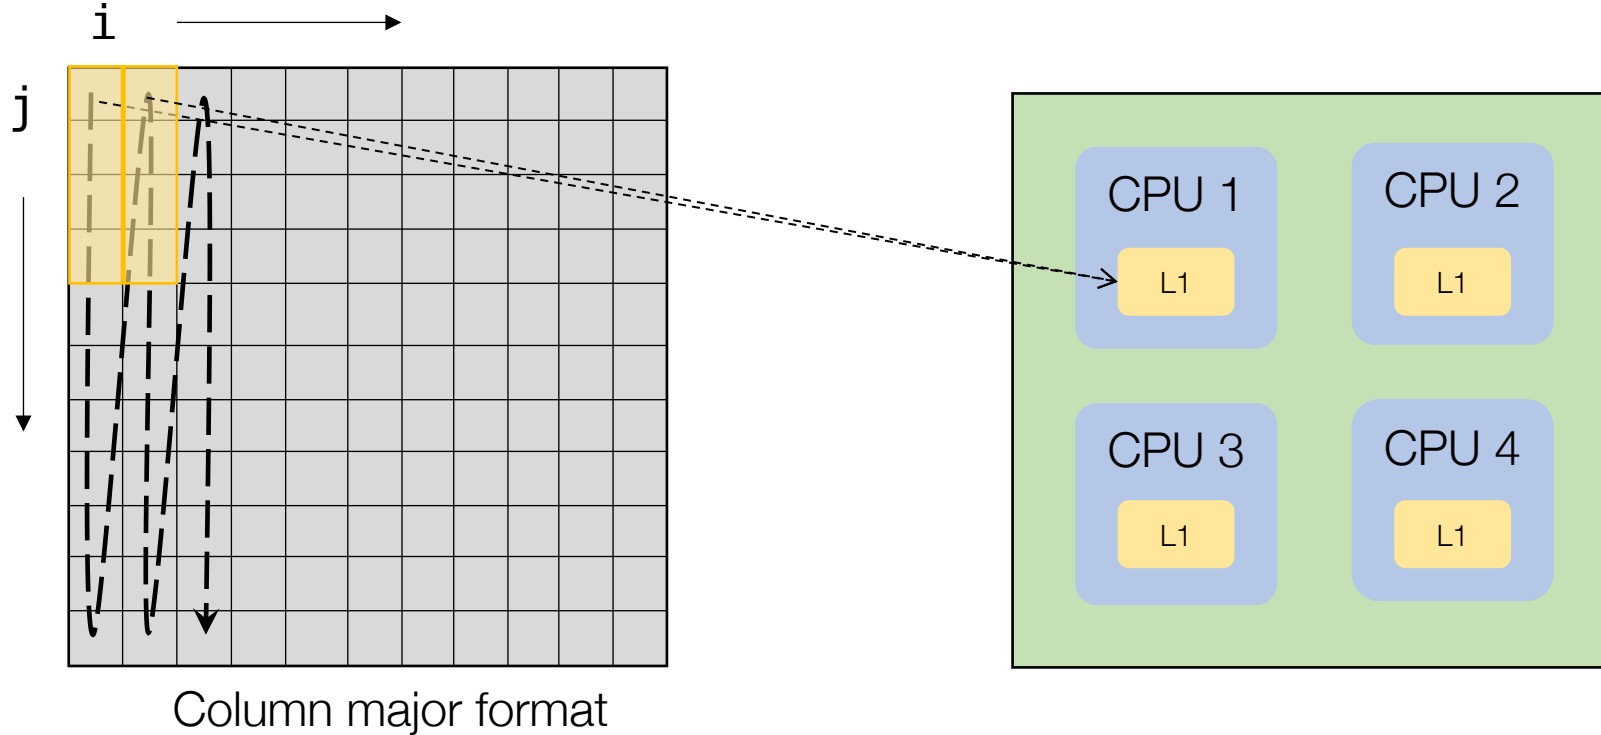 i
j
CPU 1
L1
CPU 2
L1
CPU 3
L1
CPU 4
L1
Column major format